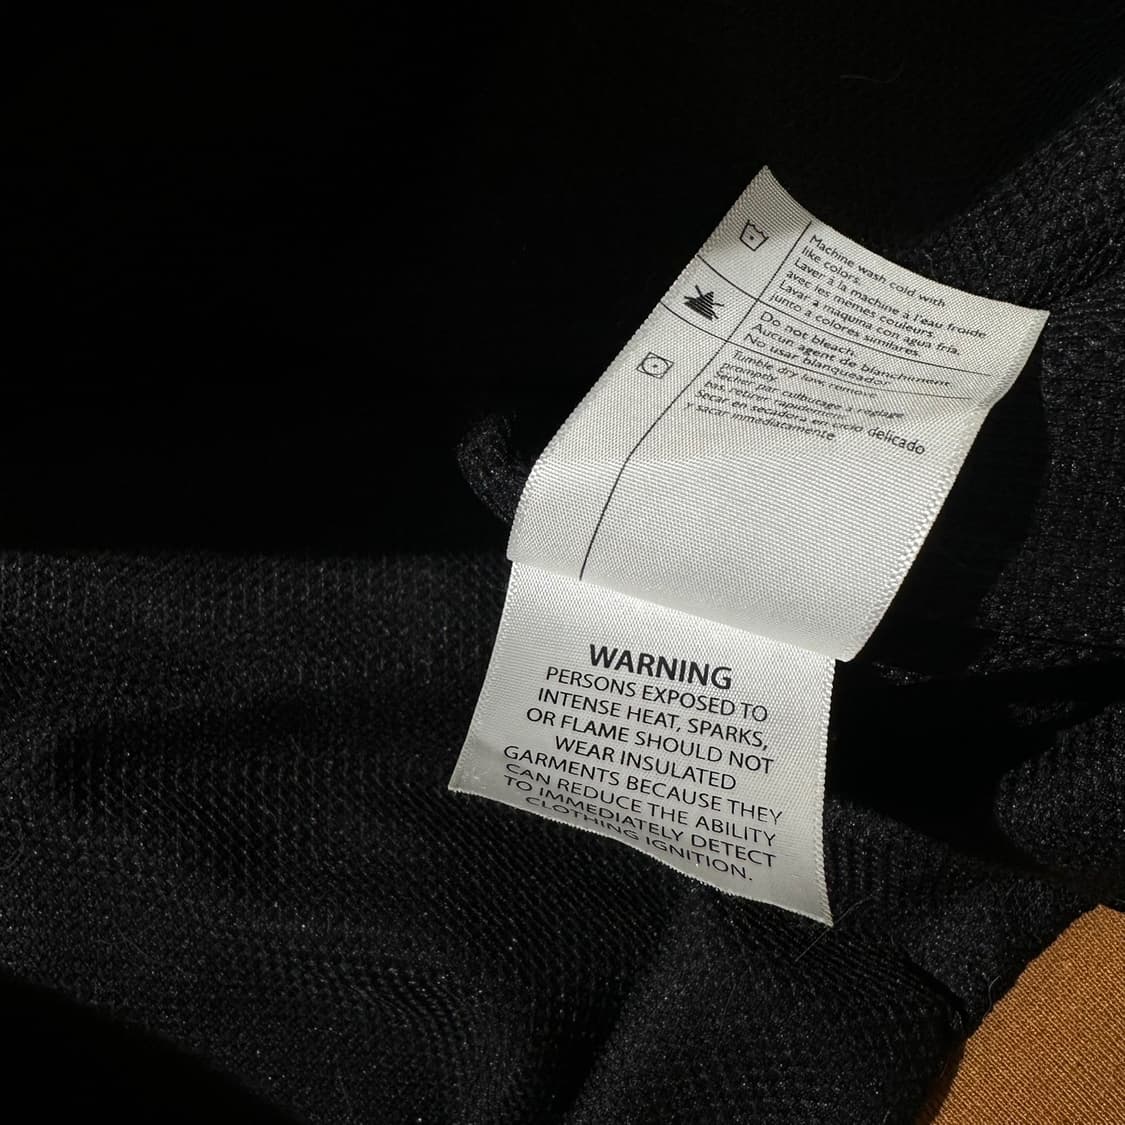 Machine wash cold with
like colors.
Laver à la machine à l'eau froide
avec les mêmes couleurs.
Lavar a maquina con agua fría.
junto a colores similares.
Do not bleach.
Aucun agent de blanchiment
No usar blanqueador
Tumble dry low, remove
promptly.
Sécher par culbutage à réglage
bas, retirer rapidement.
Secar en secadora en ciclo delicado
y sacar inmediatamente
WARNING
PERSONS EXPOSED TO
INTENSE HEAT, SPARKS,
OR FLAME SHOULD NOT
WEAR INSULATED
GARMENTS BECAUSE THEY
CAN REDUCE THE ABILITY
TO IMMEDIATELY DETECT
CLOTHING IGNITION.